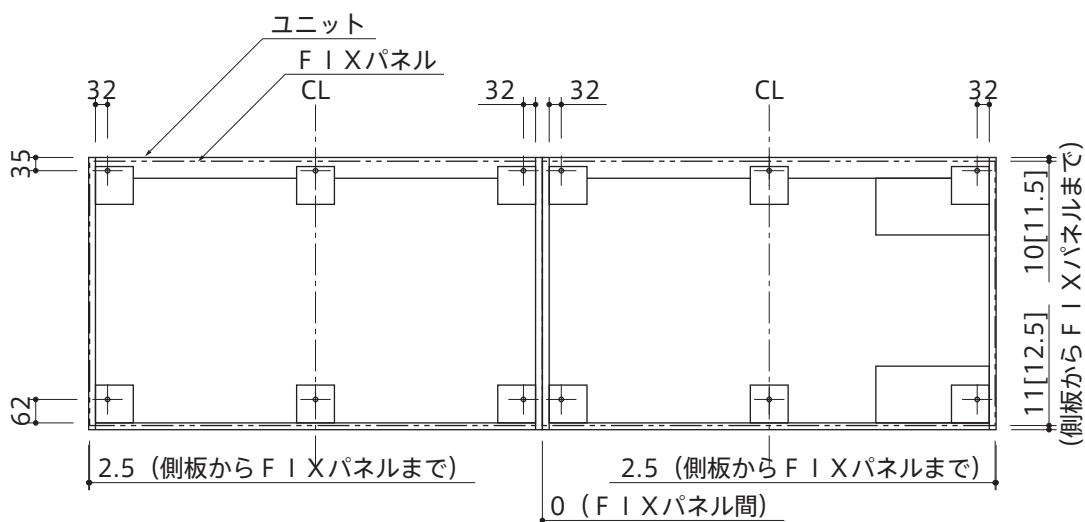 ユニット
ＦＩＸパネル
32
CL
32
32
CL
32
35
10[11.5]
11[12.5]
(側板からＦＩＸパネルまで)
62
2.5 (側板からＦＩＸパネルまで)
2.5 (側板からＦＩＸパネルまで)
0 (ＦＩＸパネル間)